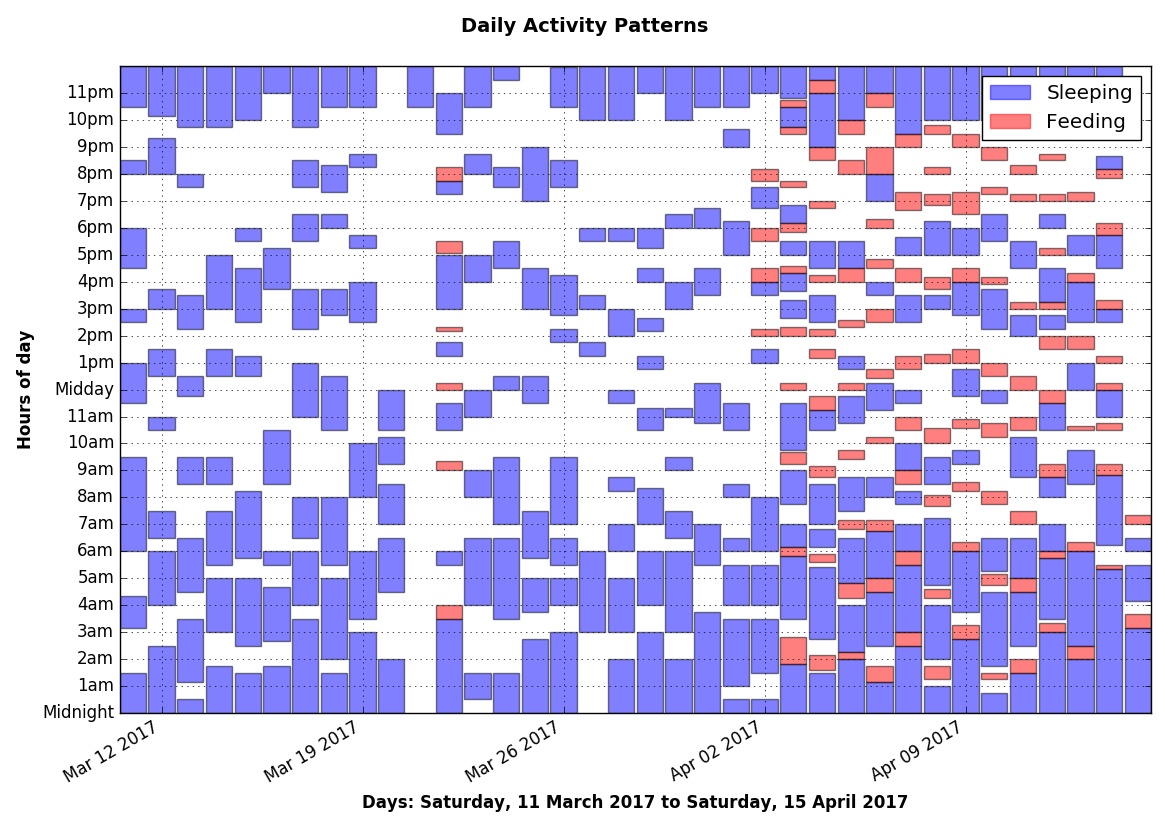 Daily Activity Patterns
Sleeping
Feeding
11pm
10pm
9pm
8pm
7pm
6pm
5pm
4pm
3pm
2pm
1pm
Midday
11am
10am
9am
8am
7am
6am
5am
4am
3am
2am
1am
Midnight
Hours of day
Mar 12 2017
Mar 19 2017
Mar 26 2017
Apr 02 2017
Apr 09 2017
Days: Saturday, 11 March 2017 to Saturday, 15 April 2017